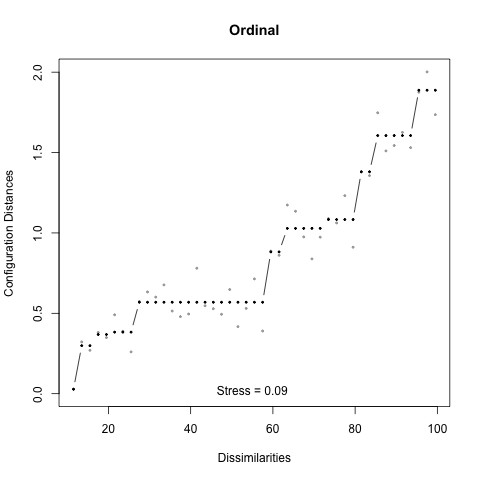 Ordinal
Configuration Distances
2.0
1.5
1.0
0.5
0.0
Stress = 0.09
20 40 60 80 100
Dissimilarities